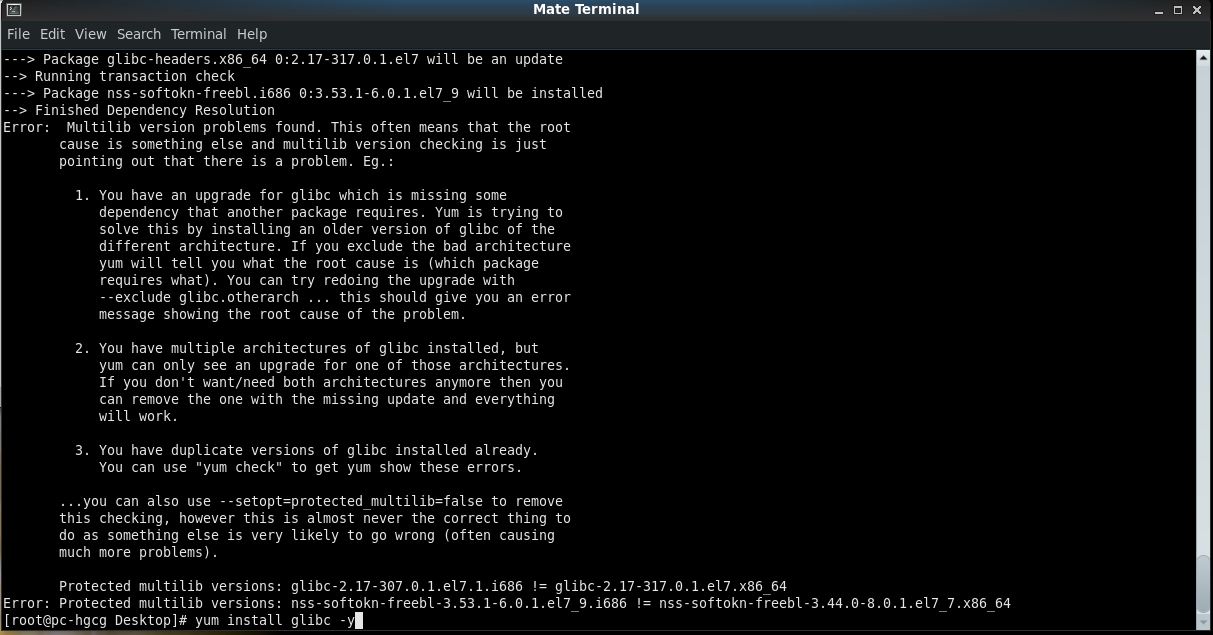 Mate Terminal
File Edit View Search Terminal Help
---> Package glibc-headers.x86_64 0:2.17-317.0.1.el7 will be an update
--> Running transaction check
---> Package nss-softokn-freebl.i686 0:3.53.1-6.0.1.el7_9 will be installed
--> Finished Dependency Resolution
Error:  Multilib version problems found. This often means that the root
       cause is something else and multilib version checking is just
       pointing out that there is a problem. Eg.:

         1. You have an upgrade for glibc which is missing some
            dependency that another package requires. Yum is trying to
            solve this by installing an older version of glibc of the
            different architecture. If you exclude the bad architecture
            yum will tell you what the root cause is (which package
            requires what). You can try redoing the upgrade with
            --exclude glibc.otherarch ... this should give you an error
            message showing the root cause of the problem.

         2. You have multiple architectures of glibc installed, but
            yum can only see an upgrade for one of those architectures.
            If you don't want/need both architectures anymore then you
            can remove the one with the missing update and everything
            will work.

         3. You have duplicate versions of glibc installed already.
            You can use "yum check" to get yum show these errors.

       ...you can also use --setopt=protected_multilib=false to remove
       this checking, however this is almost never the correct thing to
       do as something else is very likely to go wrong (often causing
       much more problems).

       Protected multilib versions: glibc-2.17-307.0.1.el7.1.i686 != glibc-2.17-317.0.1.el7.x86_64
Error: Protected multilib versions: nss-softokn-freebl-3.53.1-6.0.1.el7_9.i686 != nss-softokn-freebl-3.44.0-8.0.1.el7_7.x86_64
[root@pc-hgcg Desktop]# yum install glibc -y